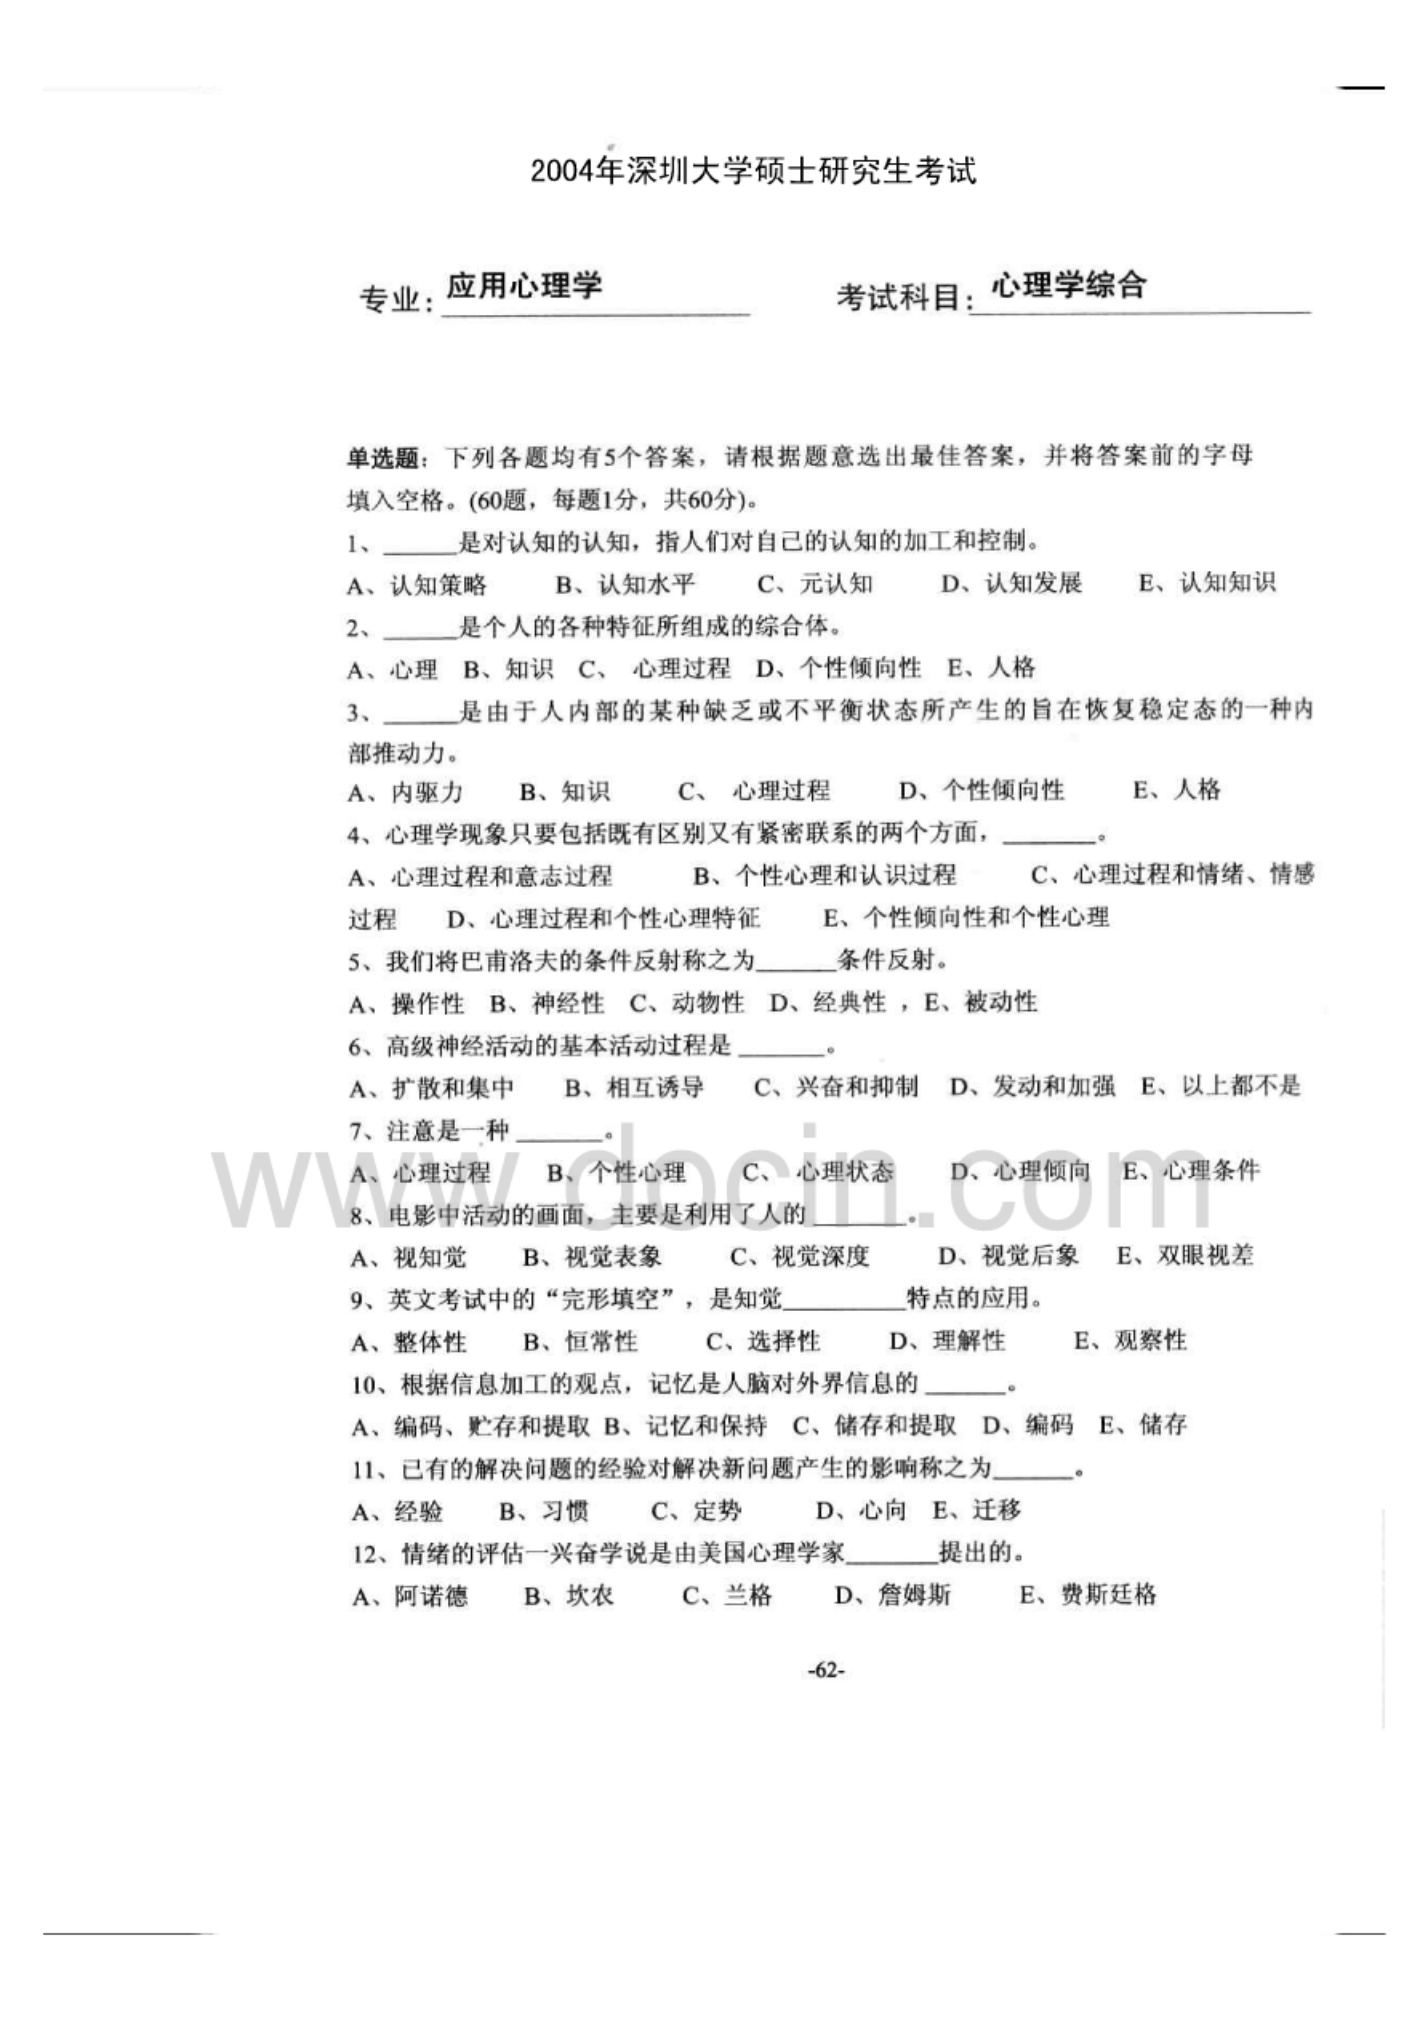 2004年深圳大学硕士研究生考试
专业：应用心理学 考试科目：心理学综合
单选题：下列各题均有5个答案，请根据题意选出最佳答案，并将答案前的字母
填入空格。(60题，每题1分，共60分)。
1、______是对认知的认知，指人们对自己的认知的加工和控制。
A、认知策略 B、认知水平 C、元认知 D、认知发展 E、认知知识
2、______是个人的各种特征所组成的综合体。
A、心理 B、知识 C、 心理过程 D、个性倾向性 E、人格
3、______是由于人内部的某种缺乏或不平衡状态所产生的旨在恢复稳定态的一种内
部推动力。
A、内驱力 B、知识 C、 心理过程 D、个性倾向性 E、人格
4、心理学现象只要包括既有区别又有紧密联系的两个方面，_______。
A、心理过程和意志过程 B、个性心理和认识过程 C、心理过程和情绪、情感
过程 D、心理过程和个性心理特征 E、个性倾向性和个性心理
5、我们将巴甫洛夫的条件反射称之为______条件反射。
A、操作性 B、神经性 C、动物性 D、经典性 ，E、被动性
6、高级神经活动的基本活动过程是 _______。
A、扩散和集中 B、相互诱导 C、兴奋和抑制 D、发动和加强 E、以上都不是
7、注意是一种 _______。
A、心理过程 B、个性心理 C、 心理状态 D、心理倾向 E、心理条件
www.docin.com
8、电影中活动的画面，主要是利用了人的 _______。
A、视知觉 B、视觉表象 C、视觉深度 D、视觉后象 E、双眼视差
9、英文考试中的“完形填空”，是知觉_________特点的应用。
A、整体性 B、恒常性 C、选择性 D、理解性 E、观察性
10、根据信息加工的观点，记忆是人脑对外界信息的 ______。
A、编码、贮存和提取 B、记忆和保持 C、储存和提取 D、编码 E、储存
11、已有的解决问题的经验对解决新问题产生的影响称之为______。
A、经验 B、习惯 C、定势 D、心向 E、迁移
12、情绪的评估一兴奋学说是由美国心理学家_______提出的。
A、阿诺德 B、坎农 C、兰格 D、詹姆斯 E、费斯廷格
-62-